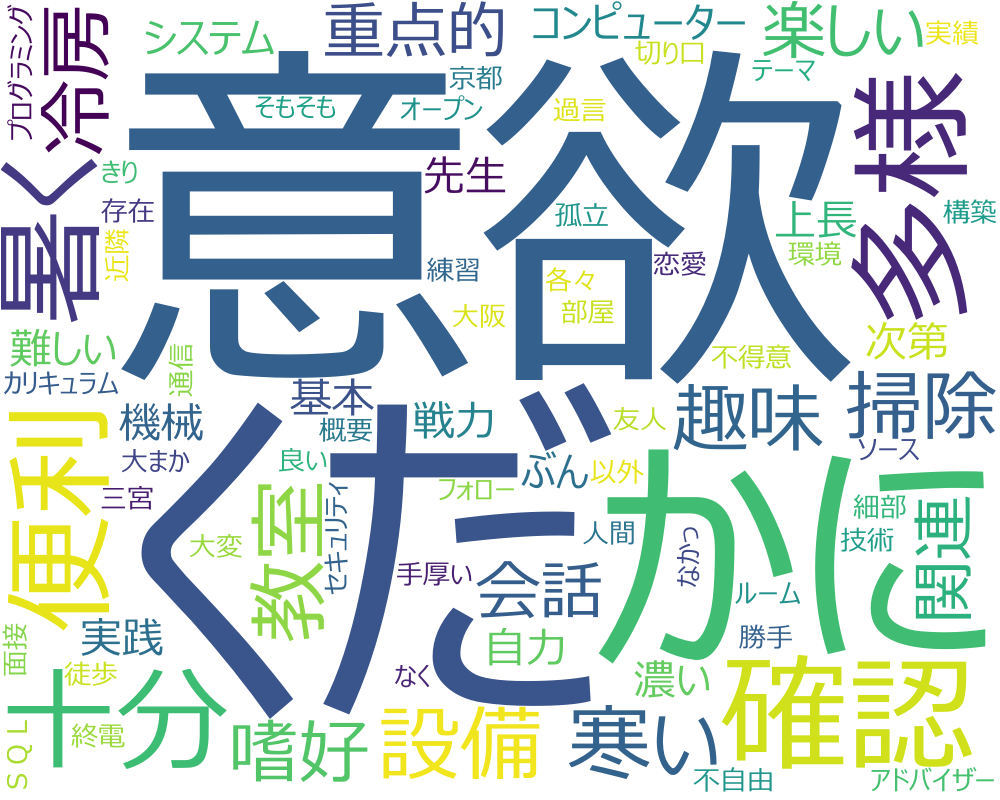 プログラミング
冷房
システム
重点的
コンピューター
楽しい
実績
切り口
意欲
京都
テーマ
そもそも
オープン
過言
多様
暑く
きり
先生
存在
孤立
上長
構築
近隣
練習
恋愛
環境
各々
部屋
大阪
次第
不得意
難しい
通信
カリキュラム
基本
趣味
掃除
便利
機械
概要
戦力
友人
くだ
かに
ぶん
以外
ソース
大まか
良い
フォロー
教室
三宮
セキュリティ
細部
関連
大変
人間
なかっ
技術
手厚い
会話
ルーム
実践
自力
勝手
面接
徒歩
なく
濃い
確認
十分
嗜好
設備
寒い
終電
SQL
不自由
アドバイザー